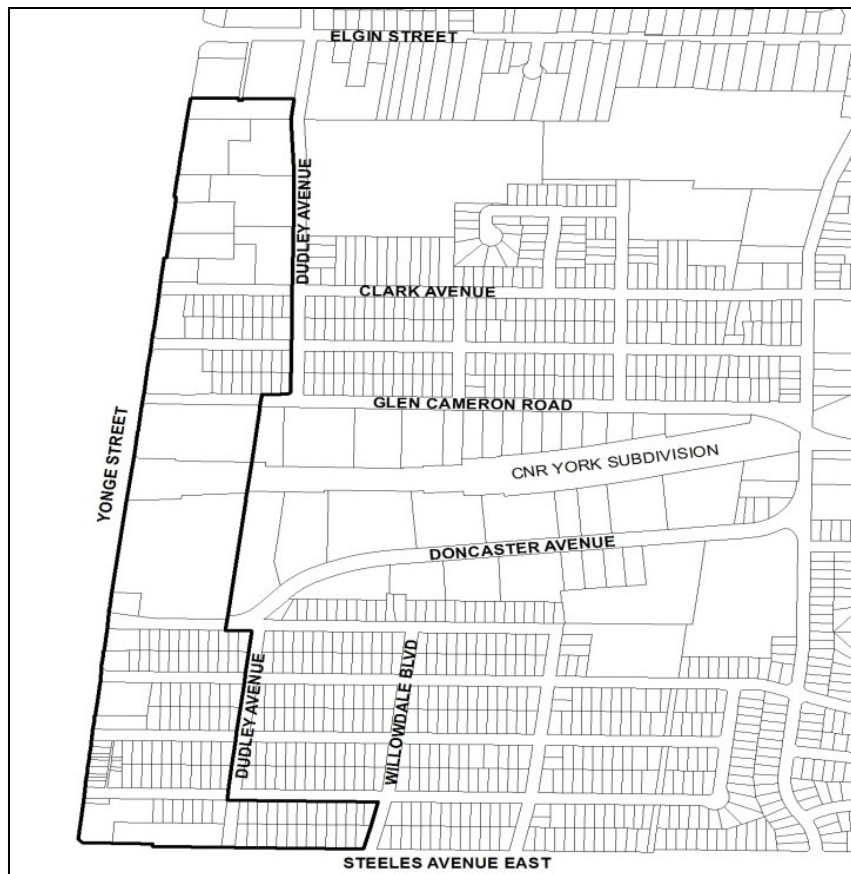 ELGIN STREET
DUDLEY AVENUE
CLARK AVENUE
GLEN CAMERON ROAD
YONGE STREET
CNR YORK SUBDIVISION
DONCASTER AVENUE
WILLOWDALE BLVD
DUDLEY AVENUE
STEELES AVENUE EAST